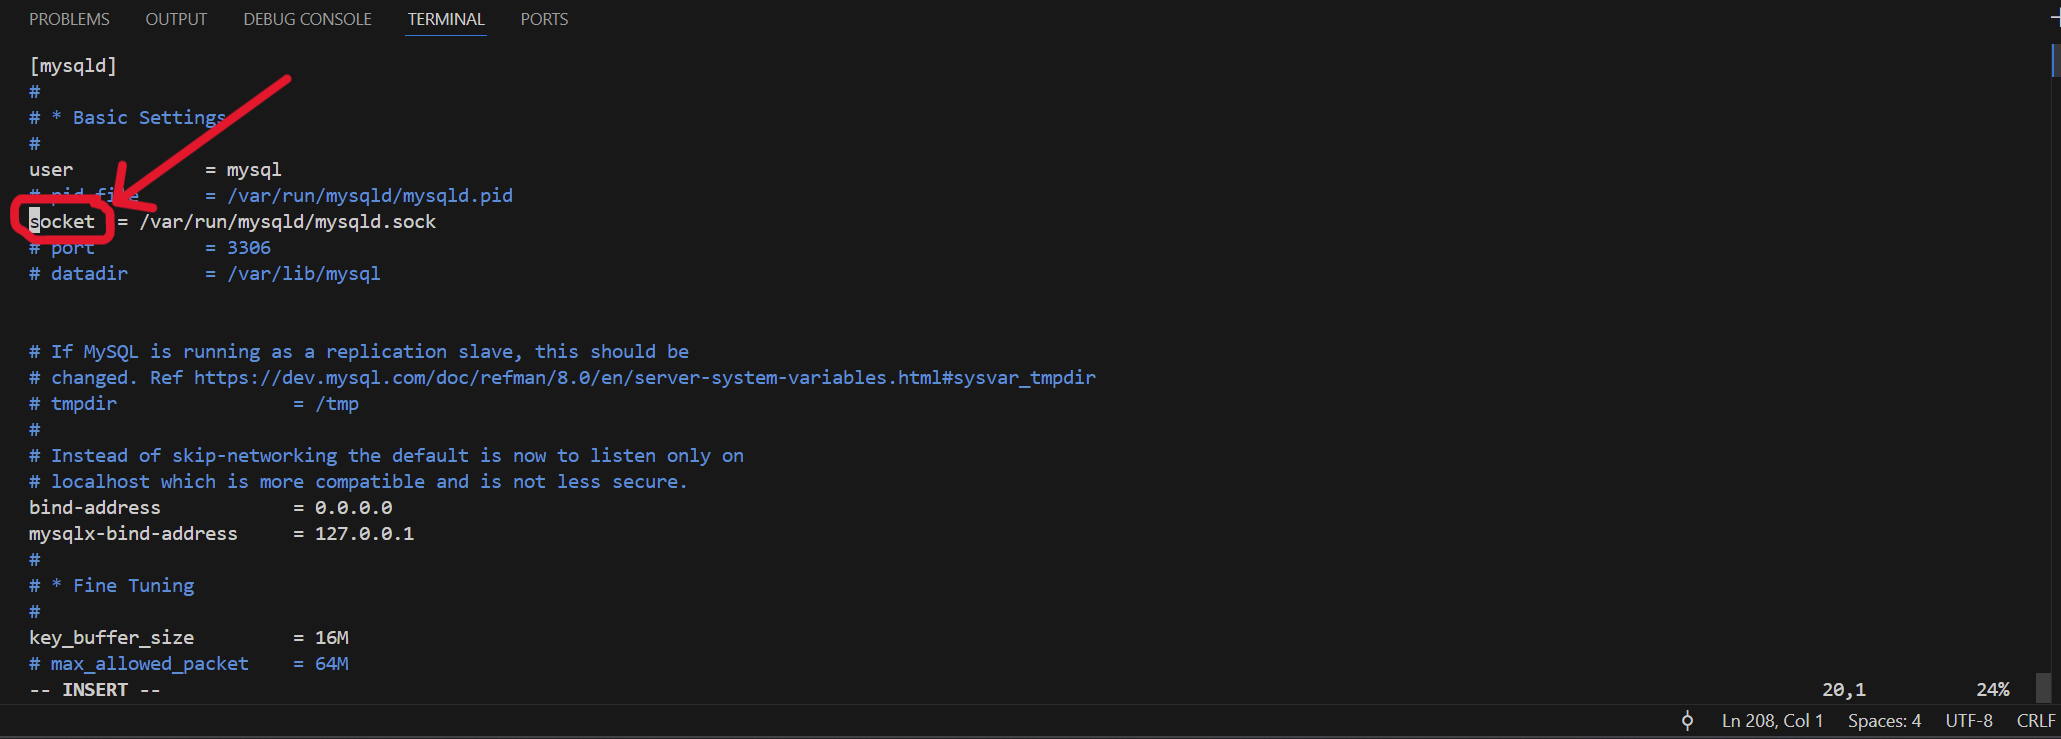 PROBLEMS OUTPUT DEBUG CONSOLE TERMINAL PORTS
[mysqld]
#
# * Basic Settings
#
user = mysql
# pid-file = /var/run/mysqld/mysqld.pid
socket = /var/run/mysqld/mysqld.sock
# port = 3306
# datadir = /var/lib/mysql
# If MySQL is running as a replication slave, this should be
# changed. Ref https://dev.mysql.com/doc/refman/8.0/en/server-system-variables.html#sysvar_tmpdir
# tmpdir = /tmp
#
# Instead of skip-networking the default is now to listen only on
# localhost which is more compatible and is not less secure.
bind-address = 0.0.0.0
mysqlx-bind-address = 127.0.0.1
#
# * Fine Tuning
#
key_buffer_size = 16M
# max_allowed_packet = 64M
-- INSERT -- 20,1 24%
Ln 208, Col 1 Spaces: 4 UTF-8 CRLF